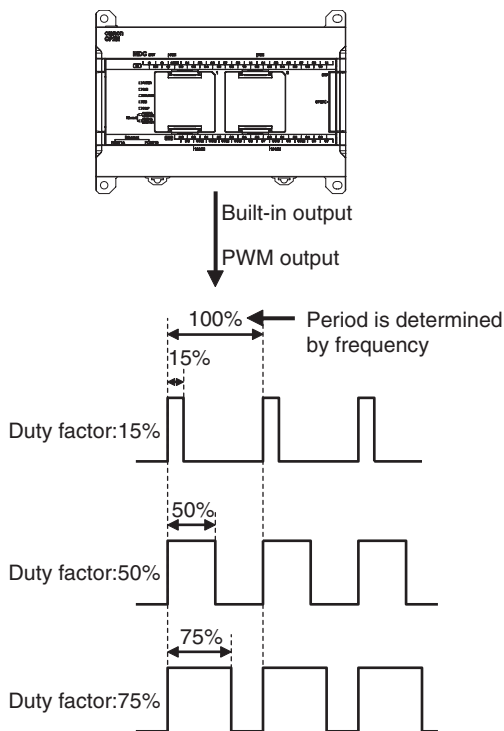 Built-in output
PWM output
100%
Period is determined
by frequency
15%
Duty factor:15%
50%
Duty factor:50%
75%
Duty factor:75%